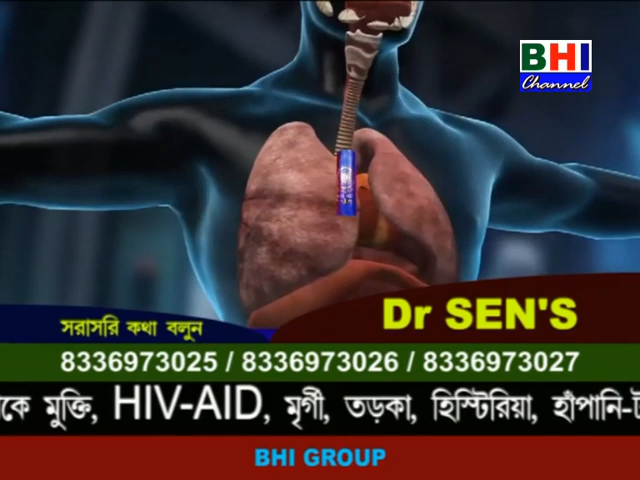 BHI
Channel
Dr SEN'S
সরাসরি কথা বলুন
8336973025 / 8336973026 / 8336973027
কে মুক্তি, HIV-AID, মৃগী, তড়কা, হিস্টিরিয়া, হাঁপানি-ট
BHI GROUP